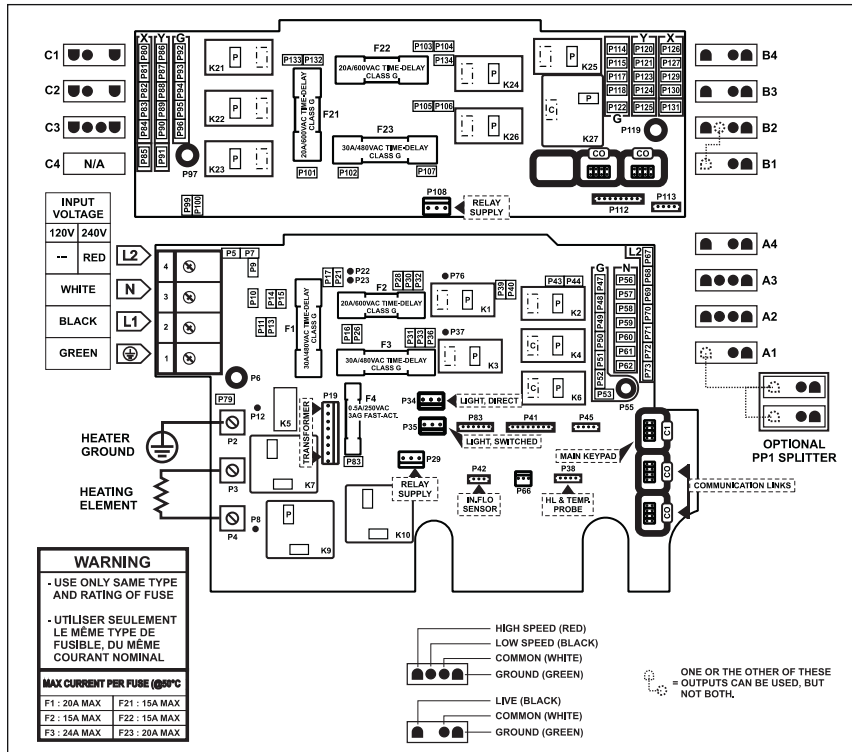 C1
C2
C3
C4
N/A
X
Y
G
P80
P81
P82
P83
P84
P85
P86
P87
P88
P89
P90
P91
P92
P93
P94
P95
P96
P97
P99
P100
K21
K22
K23
P
P
P
P133
P132
F22
20A/600VAC TIME-DELAY
CLASS G
F21
20A/600VAC TIME-DELAY
CLASS G
F23
30A/480VAC TIME-DELAY
CLASS G
P101
P102
P107
P103
P104
P134
P105
P106
K24
K26
K25
K27
P
P
P
P
C
P108
RELAY
SUPPLY
Y
X
P114
P115
P117
P118
P122
G
P120
P121
P123
P124
P125
P126
P127
P129
P130
P131
P119
CO
CO
P112
P113
B4
B3
B2
B1
INPUT
VOLTAGE
120V
240V
---
RED
WHITE
BLACK
GREEN
L2
N
L1
4
3
2
1
P5
P7
P9
P10
P11
P13
P14
P15
P17
P21
P22
P23
P16
P26
F1
30A/480VAC TIME-DELAY
CLASS G
F2
20A/600VAC TIME-DELAY
CLASS G
F3
30A/480VAC TIME-DELAY
CLASS G
P28
P30
P32
P31
P33
P36
P76
P37
K1
K3
P
P
P39
P40
P43
P44
K2
K4
K6
C
C
G
N
L2
P47
P48
P49
P50
P51
P52
P53
P56
P57
P58
P59
P60
P61
P62
P67
P68
P69
P70
P71
P72
P73
P55
A4
A3
A2
A1
OPTIONAL
PP1 SPLITTER
P6
P79
P12
K5
P19
TRANSFORMER
F4
0.5A/250VAC
3AG FAST-ACT.
P83
P34
LIGHT, DIRECT
P35
LIGHT, SWITCHED
P83
P41
P45
P29
RELAY
SUPPLY
P42
IN.FLO
SENSOR
P66
P38
HL & TEMP.
PROBE
MAIN KEYPAD
C1
CO
CO
COMMUNICATION LINKS
HEATER
GROUND
HEATING
ELEMENT
P2
P3
P4
P8
K7
K9
K10
P
WARNING
- USE ONLY SAME TYPE
AND RATING OF FUSE
- UTILISER SEULEMENT
LE MÊME TYPE DE
FUSIBLE, DU MÊME
COURANT NOMINAL
MAX CURRENT PER FUSE (@50°C
F1 : 20A MAX
F21 : 15A MAX
F2 : 15A MAX
F22 : 15A MAX
F3 : 24A MAX
F23 : 20A MAX
HIGH SPEED (RED)
LOW SPEED (BLACK)
COMMON (WHITE)
GROUND (GREEN)
LIVE (BLACK)
COMMON (WHITE)
GROUND (GREEN)
ONE OR THE OTHER OF THESE
= OUTPUTS CAN BE USED, BUT
NOT BOTH.